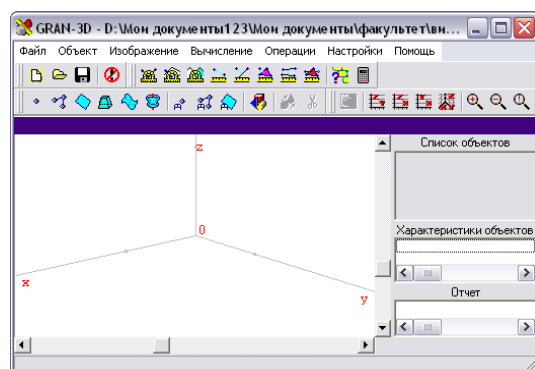 GRAN-3D - D:\Мои документы123\Мои документы\факультет\ви...
Файл Объект Изображение Вычисление Операции Настройки Помощь
Список объектов
z
0
Характеристики объектов
x
Отчет
y